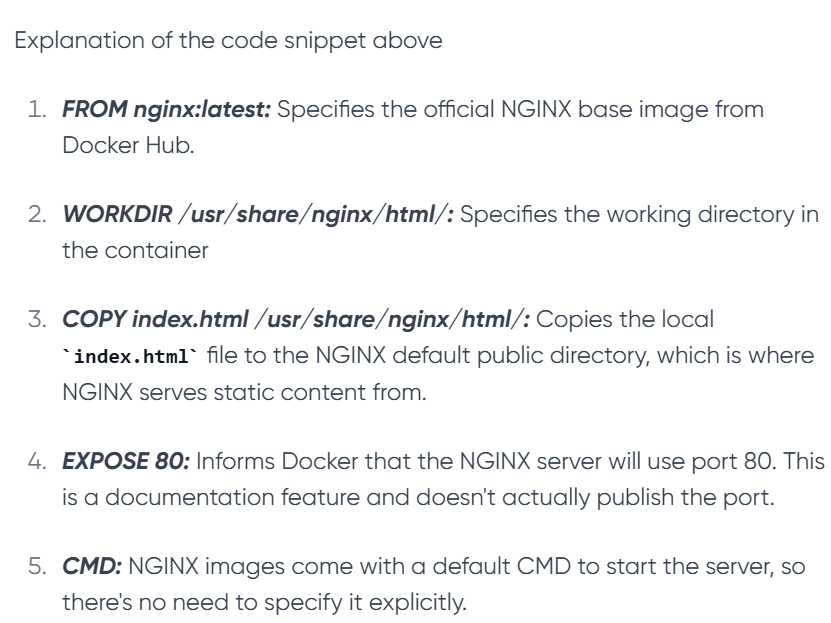 Explanation of the code snippet above
1. FROM nginx:latest: Specifies the official NGINX base image from
Docker Hub.
2. WORKDIR /usr/share/nginx/html/: Specifies the working directory in
the container
3. COPY index.html /usr/share/nginx/html/: Copies the local
`index.html` file to the NGINX default public directory, which is where
NGINX serves static content from.
4. EXPOSE 80: Informs Docker that the NGINX server will use port 80. This
is a documentation feature and doesn't actually publish the port.
5. CMD: NGINX images come with a default CMD to start the server, so
there's no need to specify it explicitly.